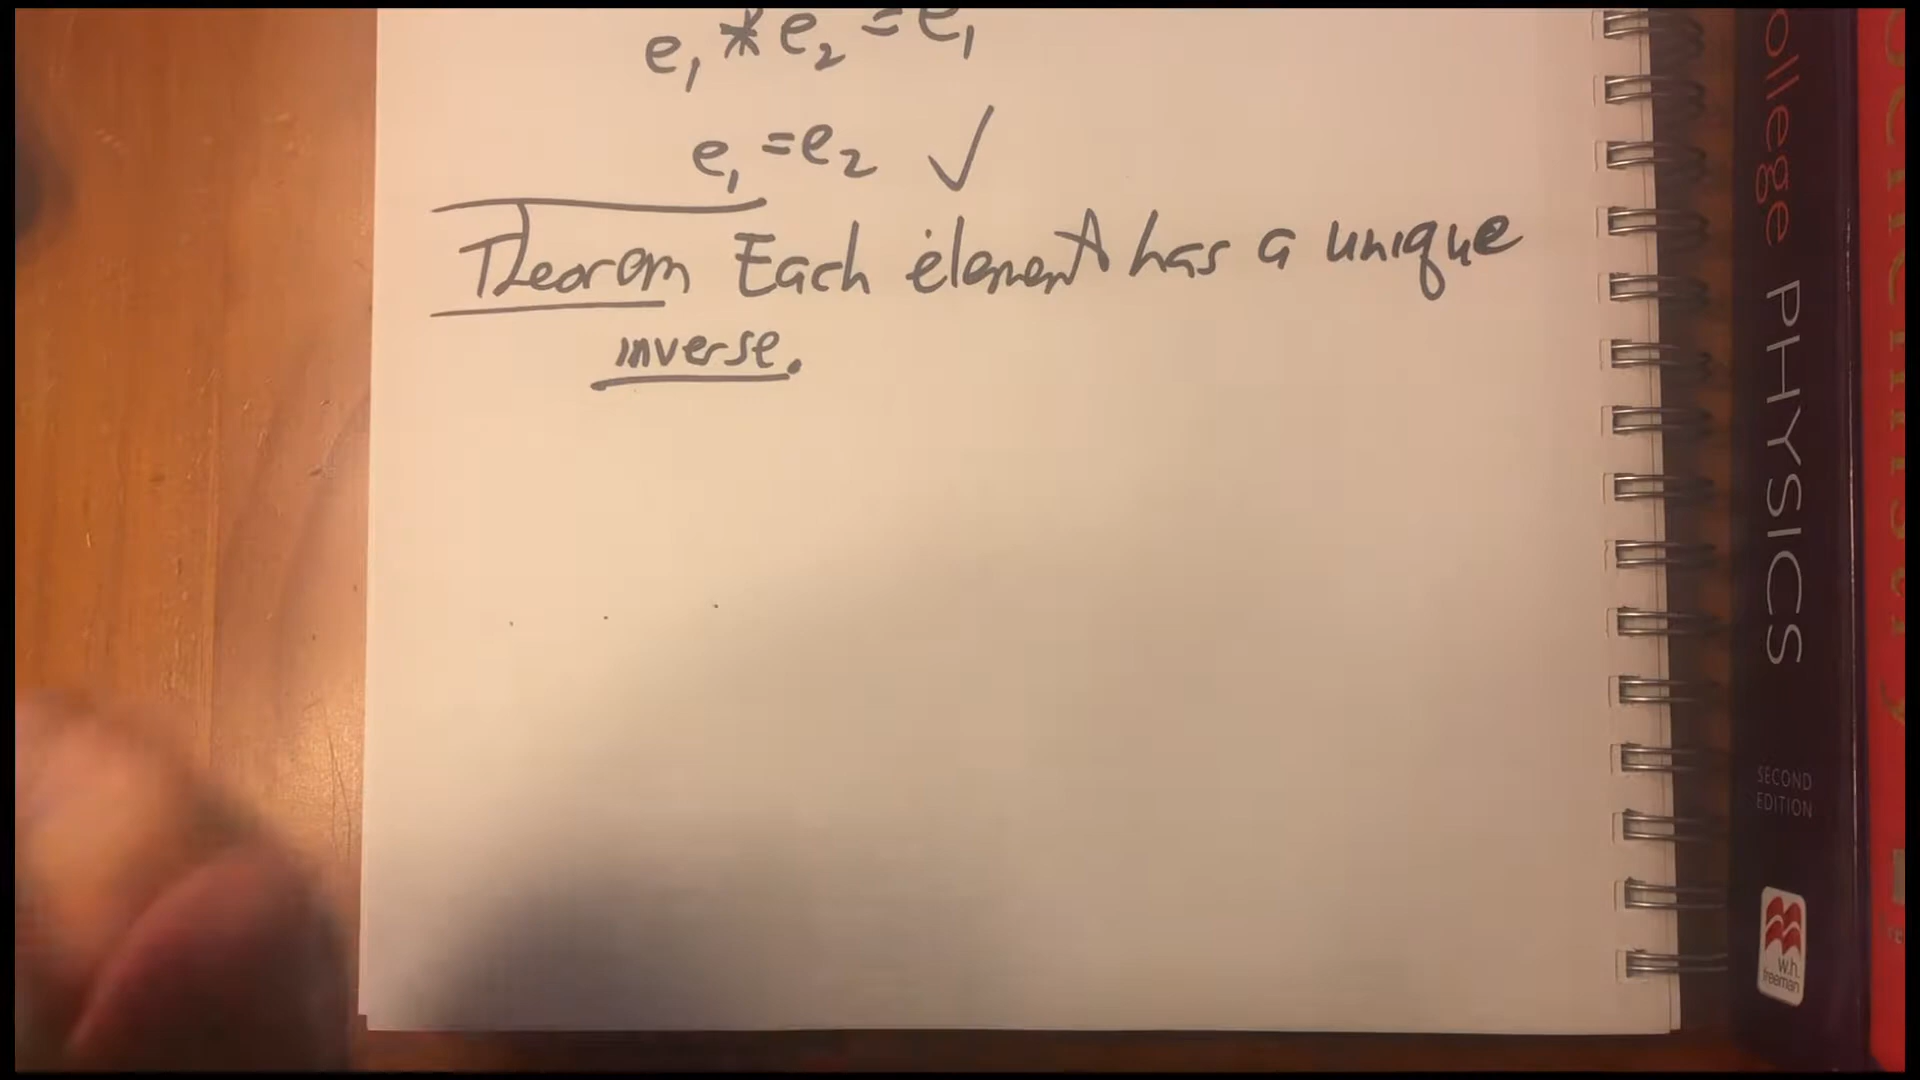 e₁ * e₂ = e₁
e₁ = e₂ ✓
Theorem Each element has a unique
inverse.
ollege PHYSICS
SECOND
EDITION
w.h.
freeman